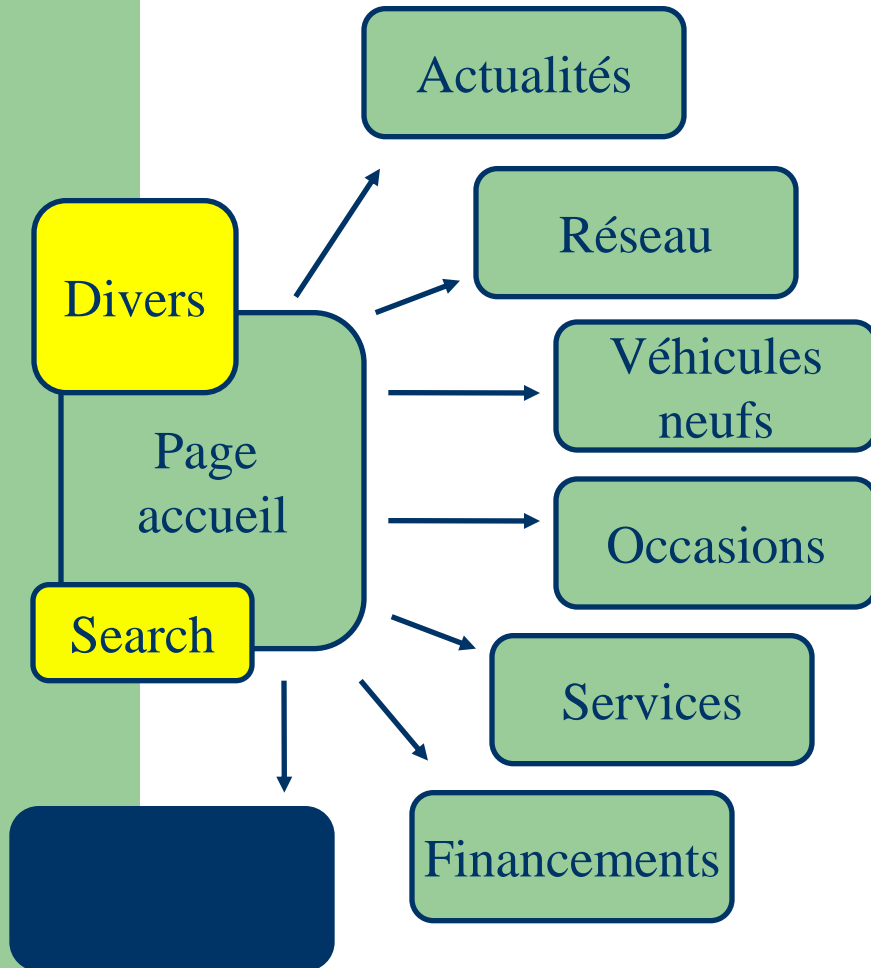 Actualités
Réseau
Divers
Véhicules
neufs
Page
accueil
Occasions
Search
Services
Financements